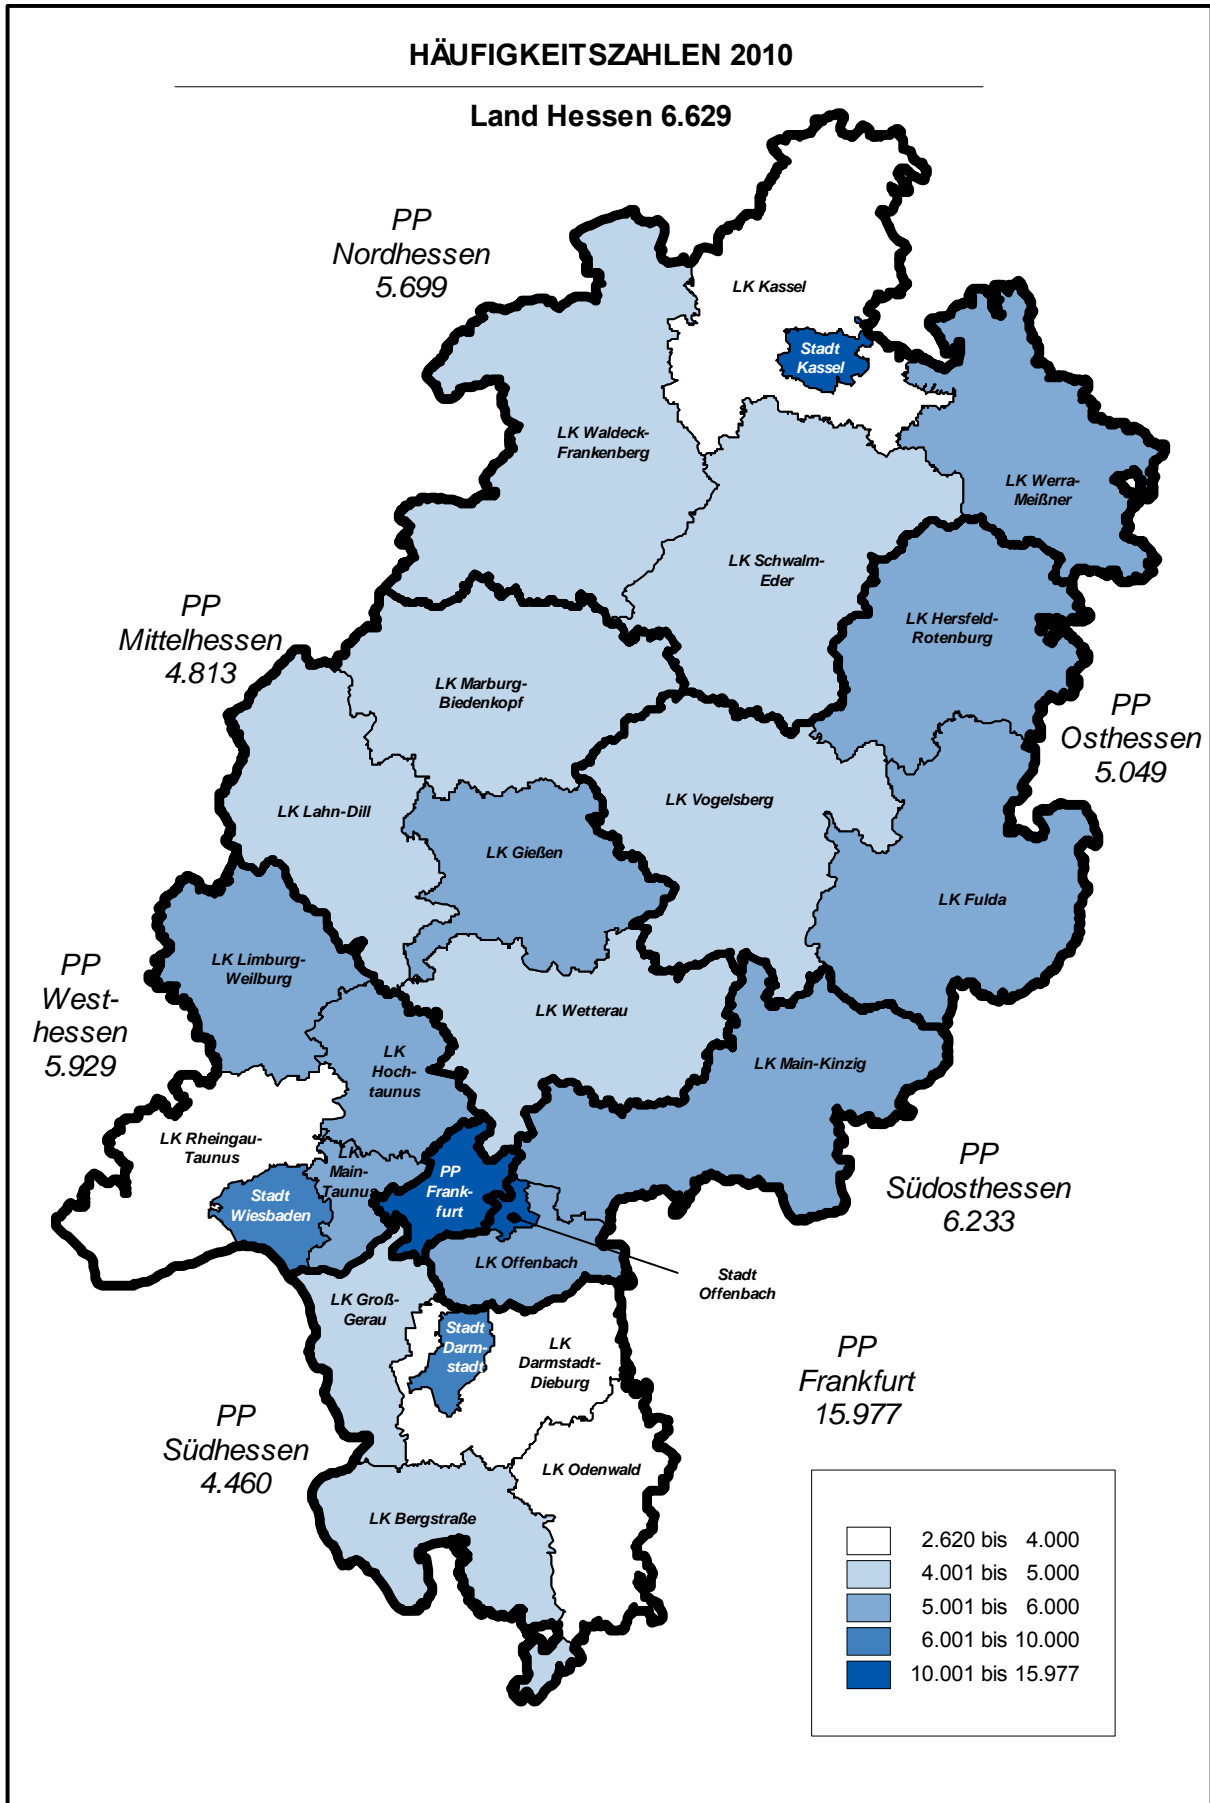 HÄUFIGKEITSZAHLEN 2010
Land Hessen 6.629
PP
Nordhessen
5.699
LK Kassel
Stadt
Kassel
LK Waldeck-
Frankenberg
LK Werra-
Meißner
LK Schwalm-
Eder
PP
Mittelhessen
4.813
LK Hersfeld-
Rotenburg
LK Marburg-
Biedenkopf
PP
Osthessen
5.049
LK Lahn-Dill
LK Vogelsberg
LK Gießen
LK Fulda
PP
West-
hessen
5.929
LK Limburg-
Weilburg
LK Wetterau
LK
Hoch-
taunus
LK Main-Kinzig
LK Rheingau-
Taunus
LK
Main-
Taunus
PP
Frank-
furt
Stadt
Wiesbaden
PP
Südosthessen
6.233
LK Offenbach
Stadt
Offenbach
LK Groß-
Gerau
Stadt
Darm-
stadt
LK
Darmstadt-
Dieburg
PP
Frankfurt
15.977
PP
Südhessen
4.460
LK Odenwald
LK Bergstraße
2.620 bis 4.000
4.001 bis 5.000
5.001 bis 6.000
6.001 bis 10.000
10.001 bis 15.977